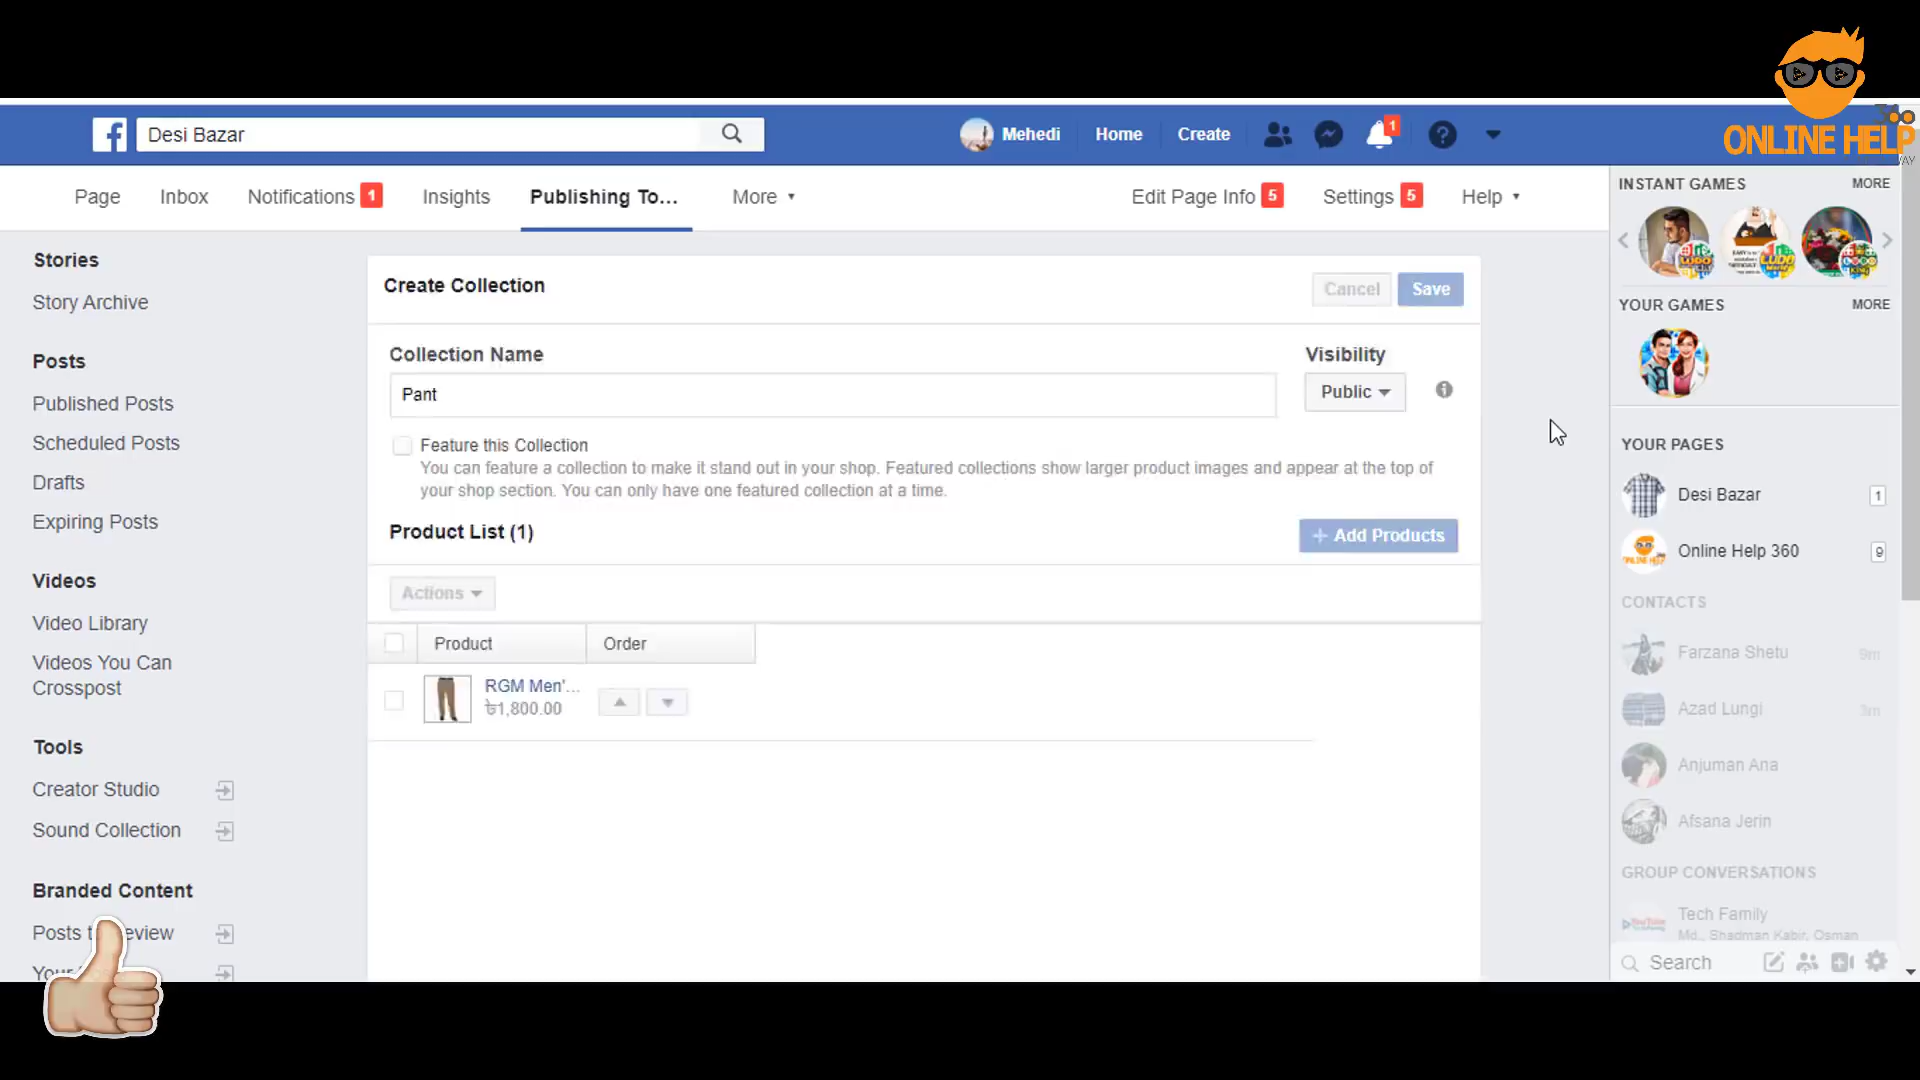 ONLINE HELP
Desi Bazar
Mehedi
Home
Create
1
Page
Inbox
Notifications 1
Insights
Publishing To...
More
Edit Page Info 5
Settings 5
Help
Stories
Story Archive
Posts
Published Posts
Scheduled Posts
Drafts
Expiring Posts
Videos
Video Library
Videos You Can
Crosspost
Tools
Creator Studio
Sound Collection
Branded Content
Create Collection
Cancel
Save
Collection Name
Visibility
Pant
Public
Feature this Collection
You can feature a collection to make it stand out in your shop. Featured collections show larger product images and appear at the top of
your shop section. You can only have one featured collection at a time.
Product List (1)
+ Add Products
Actions
Product
Order
RGM Men'...
৳1,800.00
INSTANT GAMES
MORE
YOUR GAMES
MORE
YOUR PAGES
Desi Bazar
1
Online Help 360
9
CONTACTS
Farzana Shetu
9m
Azad Lungi
3m
Anjuman Ana
Afsana Jerin
GROUP CONVERSATIONS
Tech Family
Md., Shadman Kabir, Osman
Search